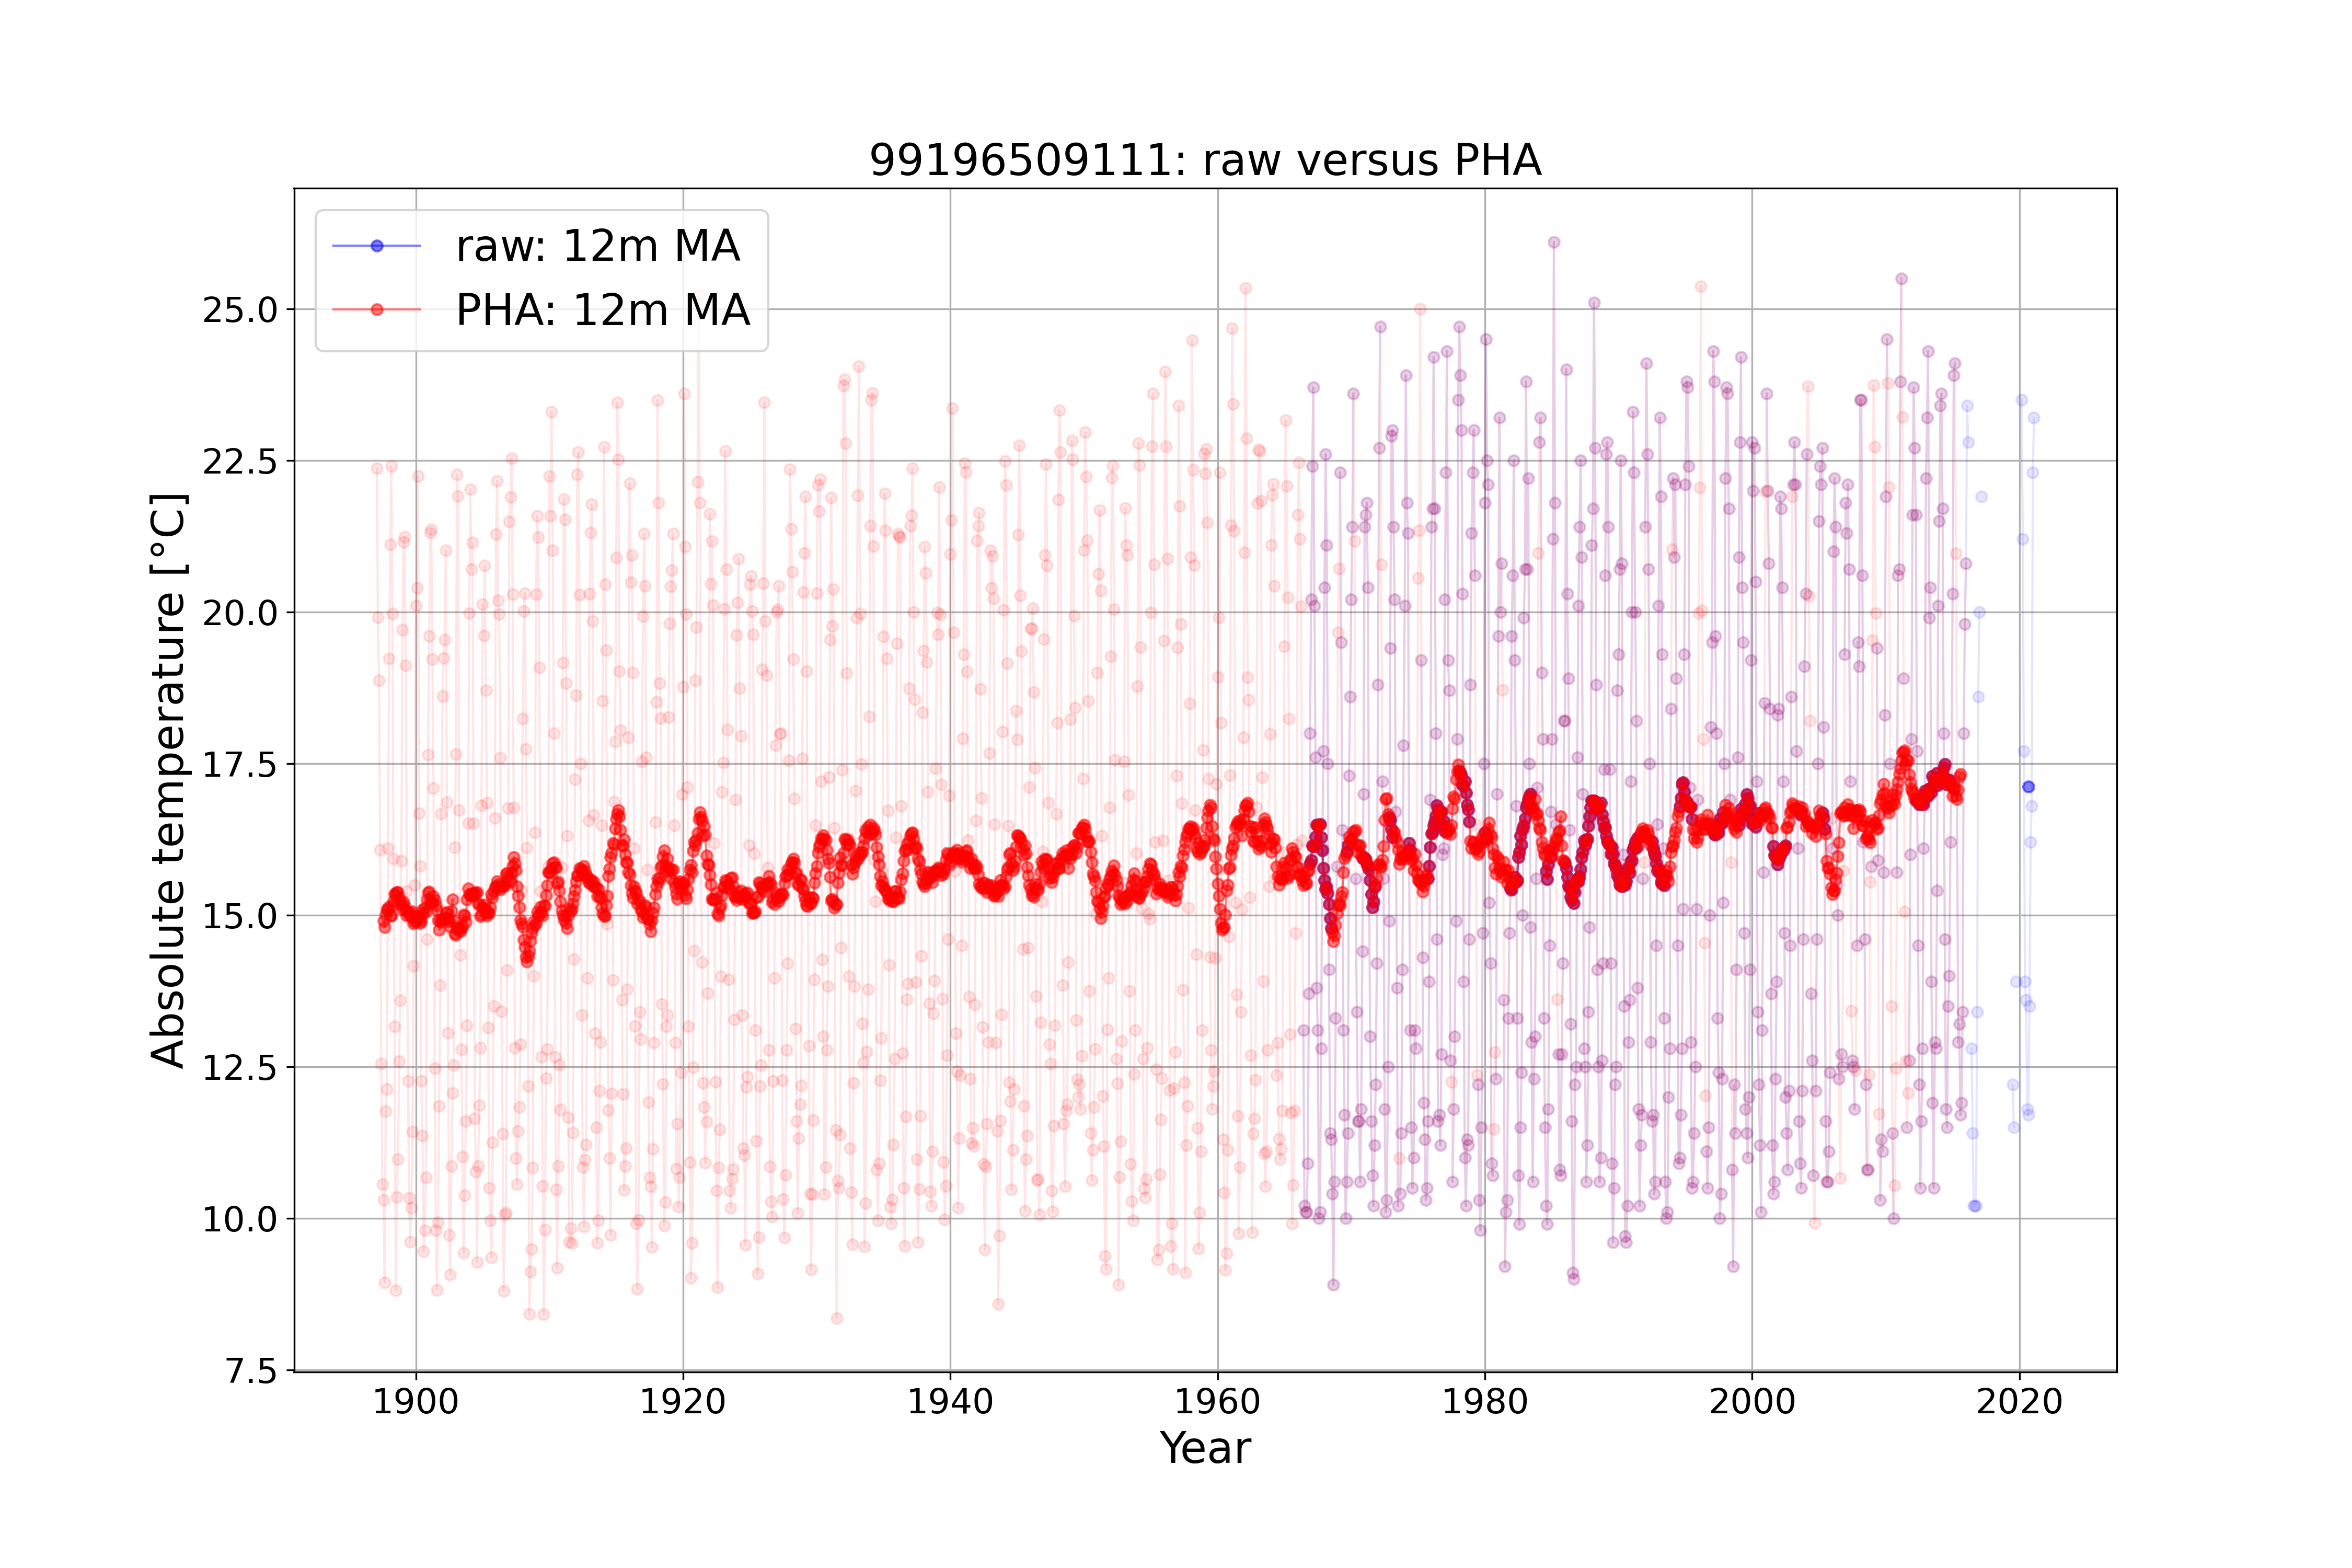 99196509111: raw versus PHA
raw: 12m MA
PHA: 12m MA
Absolute temperature [°C]
25.0
22.5
20.0
17.5
15.0
12.5
10.0
7.5
1900 1920 1940 1960 1980 2000 2020
Year